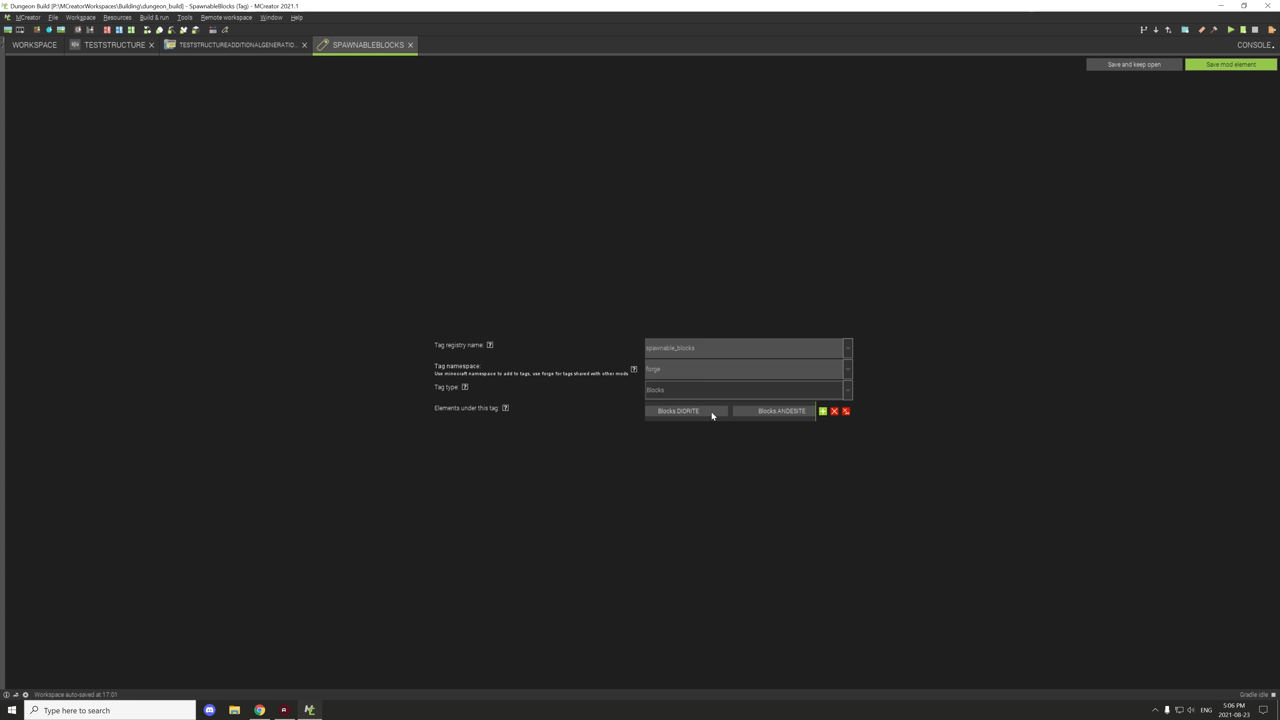 Dungeon Build [P:\MCreatorWorkspaces\Building\dungeon_build] - SpawnableBlocks (Tag) - MCreator 2021.1
MCreator File Workspace Resources Build & run Tools Remote workspace Window Help
WORKSPACE TESTSTRUCTURE TESTSTRUCTUREADDITIONALGENERATIO... SPAWNABLEBLOCKS CONSOLE
Save and keep open Save mod element
Tag registry name: spawnable_blocks
Tag namespace: forge
Use minecraft namespace to add to tags, use forge for tags shared with other mods
Tag type: Blocks
Elements under this tag: Blocks.DIORITE Blocks.ANDESITE
Workspace auto-saved at 17:01 Gradle idle
Type here to search ENG 5:06 PM
2021-08-23